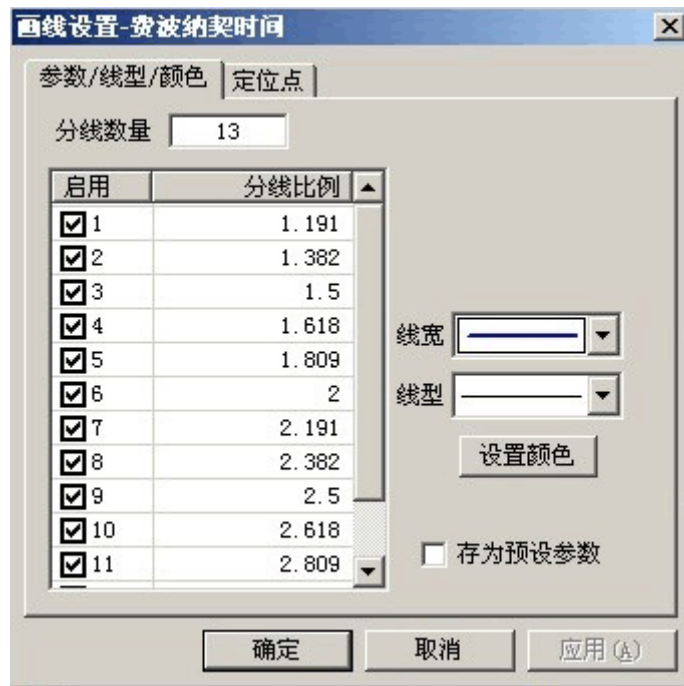 画线设置-费波纳契时间
参数/线型/颜色 定位点
分线数量 13
启用 分线比例
1 1.191
2 1.382
3 1.5
4 1.618
5 1.809
6 2
7 2.191
8 2.382
9 2.5
10 2.618
11 2.809
线宽
线型
设置颜色
存为预设参数
确定 取消 应用(A)